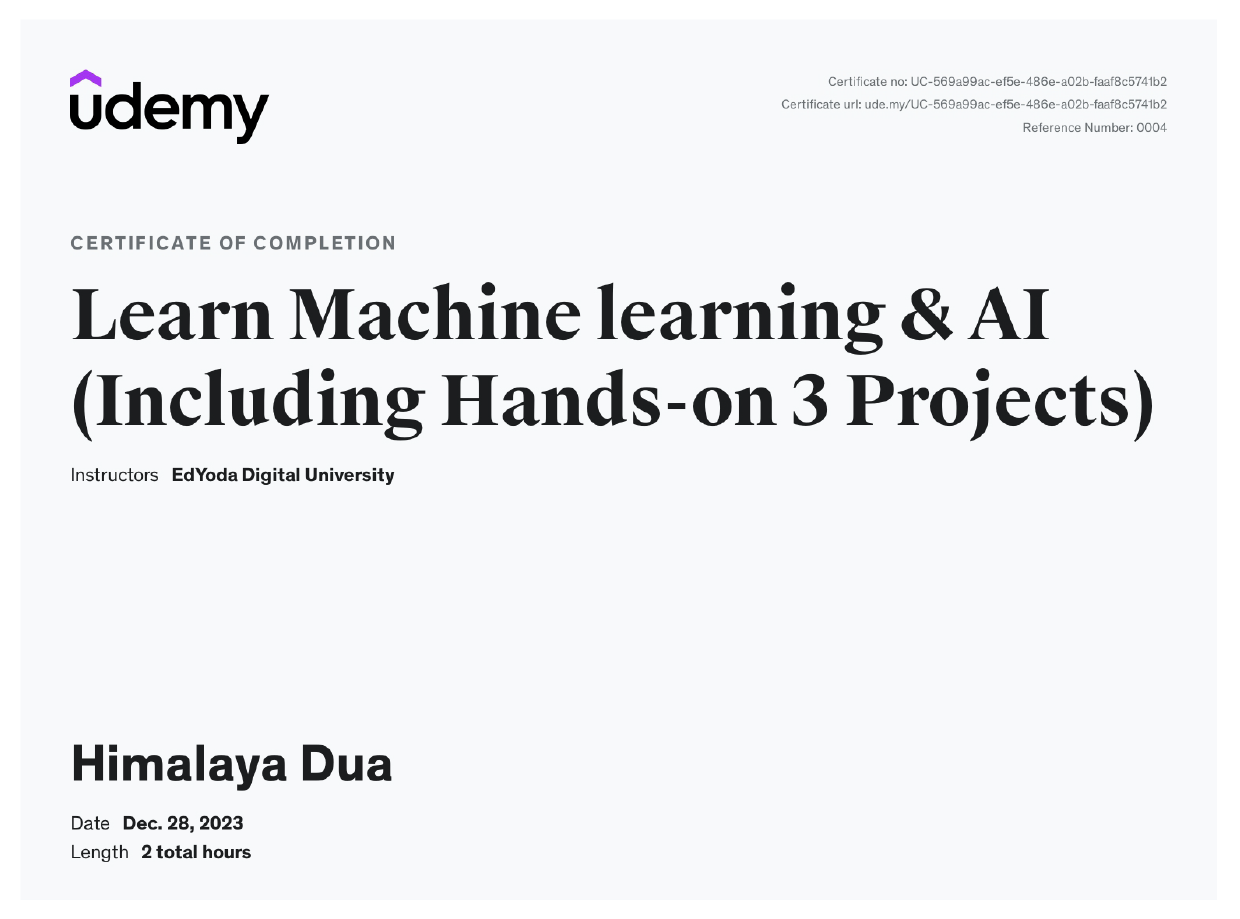 udemy
Certificate no: UC-569a99ac-ef5e-486e-a02b-faaf8c5741b2
Certificate url: ude.my/UC-569a99ac-ef5e-486e-a02b-faaf8c5741b2
Reference Number: 0004
CERTIFICATE OF COMPLETION
Learn Machine learning & AI
(Including Hands-on 3 Projects)
Instructors EdYoda Digital University
Himalaya Dua
Date Dec. 28, 2023
Length 2 total hours